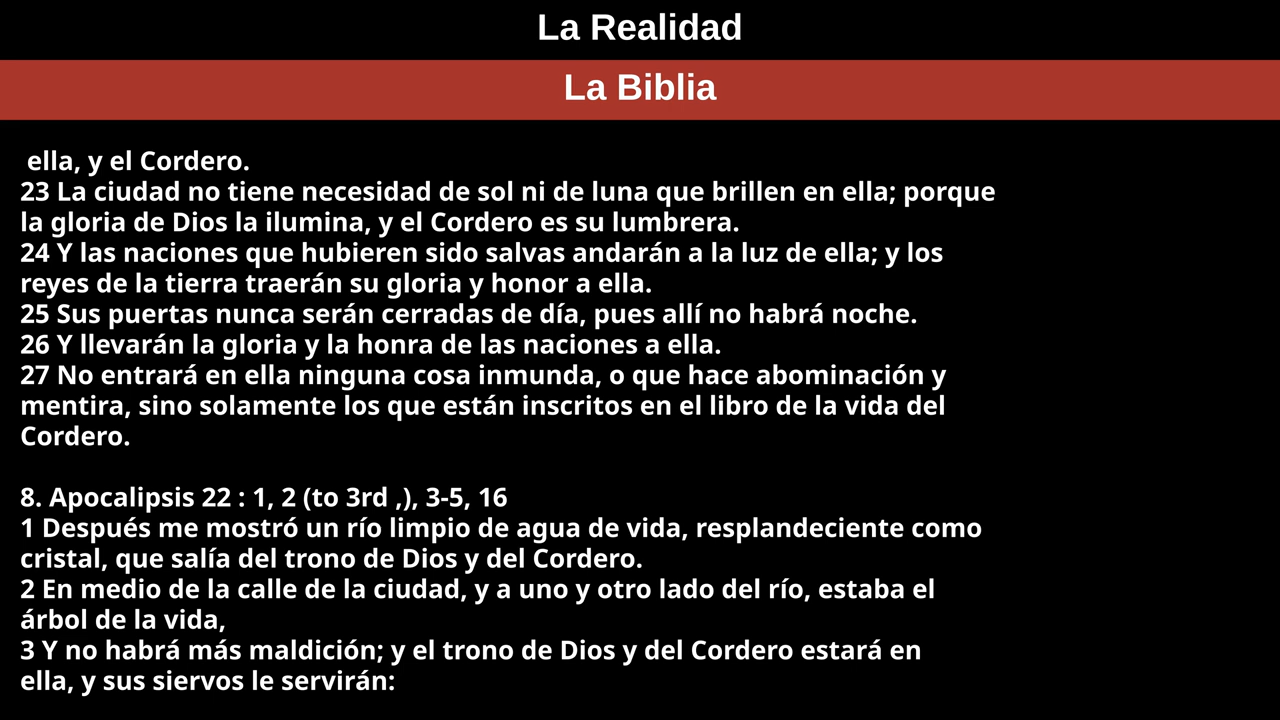 La Realidad
La Biblia
ella, y el Cordero.
23 La ciudad no tiene necesidad de sol ni de luna que brillen en ella; porque
la gloria de Dios la ilumina, y el Cordero es su lumbrera.
24 Y las naciones que hubieren sido salvas andarán a la luz de ella; y los
reyes de la tierra traerán su gloria y honor a ella.
25 Sus puertas nunca serán cerradas de día, pues allí no habrá noche.
26 Y llevarán la gloria y la honra de las naciones a ella.
27 No entrará en ella ninguna cosa inmunda, o que hace abominación y
mentira, sino solamente los que están inscritos en el libro de la vida del
Cordero.
8. Apocalipsis 22 : 1, 2 (to 3rd ,), 3-5, 16
1 Después me mostró un río limpio de agua de vida, resplandeciente como
cristal, que salía del trono de Dios y del Cordero.
2 En medio de la calle de la ciudad, y a uno y otro lado del río, estaba el
árbol de la vida,
3 Y no habrá más maldición; y el trono de Dios y del Cordero estará en
ella, y sus siervos le servirán: